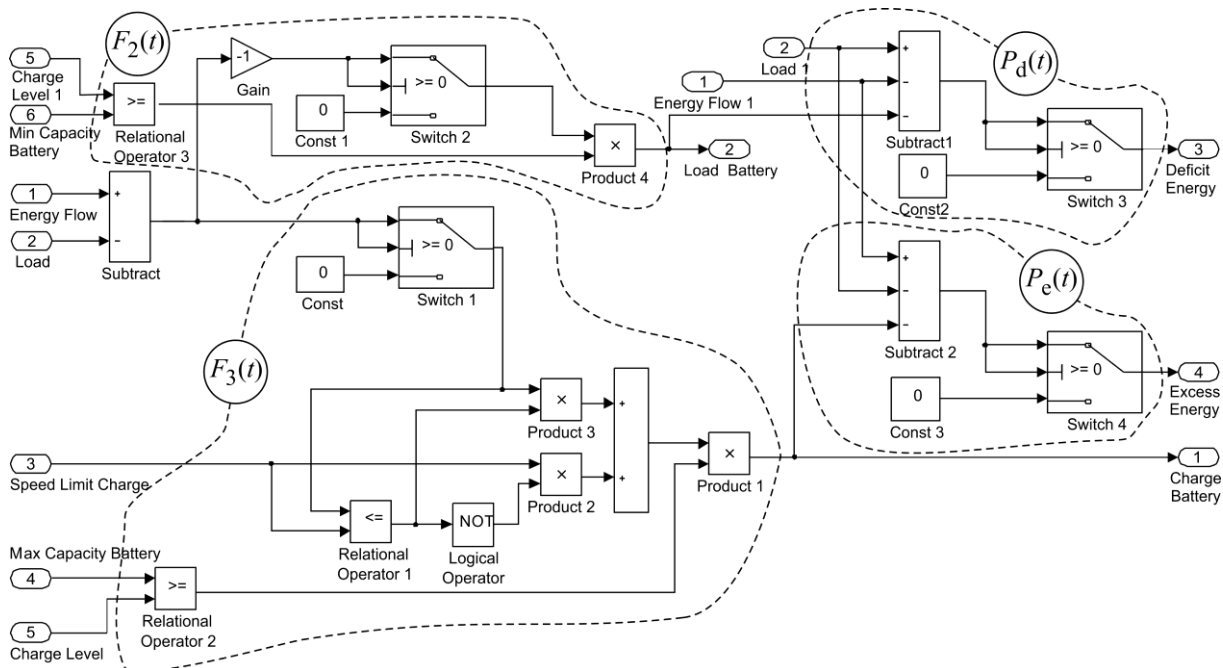 F2(t)
5
Charge
Level 1
6
Min Capacity
Battery
>=
Relational
Operator 3
-1
Gain
0
Const 1
>= 0
Switch 2
×
Product 4
2
Load Battery
1
Energy Flow
2
Load
+
−
Subtract
0
Const
>= 0
Switch 1
F3(t)
×
Product 3
3
Speed Limit Charge
×
Product 2
+
+
×
Product 1
<=
Relational
Operator 1
NOT
Logical
Operator
Max Capacity Battery
4
>=
Relational
Operator 2
5
Charge Level
2
Load 1
1
Energy Flow 1
+
−
−
Subtract1
Pd(t)
0
Const2
>= 0
Switch 3
3
Deficit
Energy
+
−
−
Subtract 2
Pe(t)
0
Const 3
>= 0
Switch 4
4
Excess
Energy
1
Charge
Battery